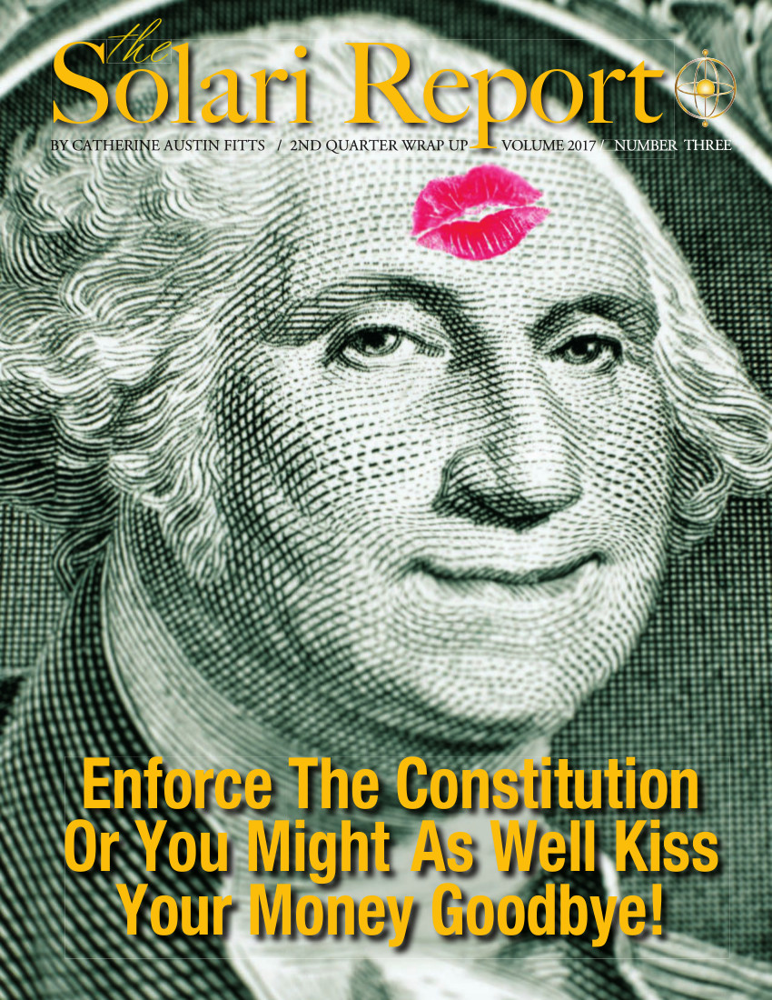 the
Solari Report
BY CATHERINE AUSTIN FITTS / 2ND QUARTER WRAP UP VOLUME 2017 / NUMBER THREE
Enforce The Constitution
Or You Might As Well Kiss
Your Money Goodbye!